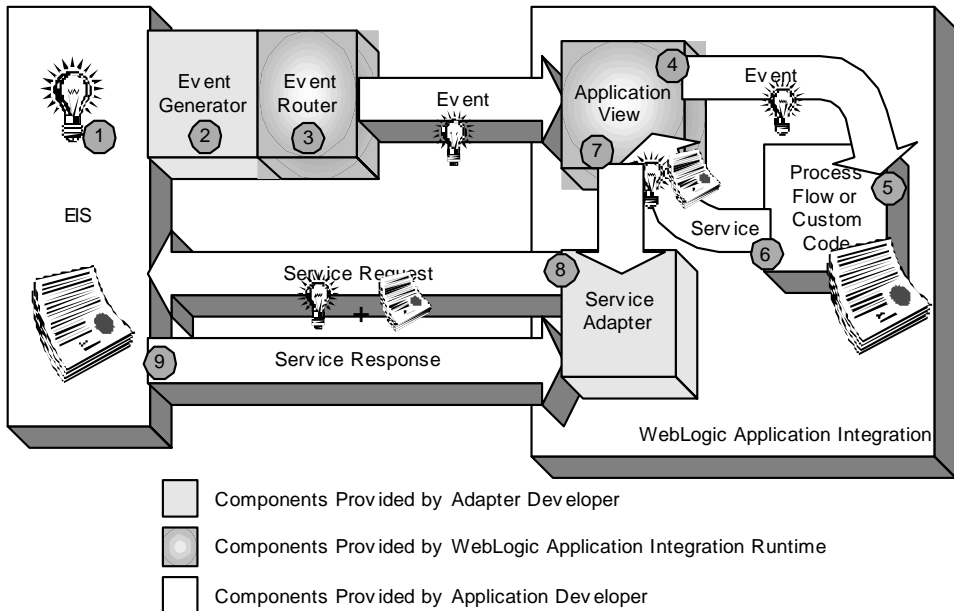 Event
Generator
2
Event
Router
3
1
EIS
Event
Application
View
4
7
Event
Process
Flow or
Custom
Code
5
6
Service
Service Request
+
8
Service
Adapter
9
Service Response
WebLogic Application Integration
Components Provided by Adapter Developer
Components Provided by WebLogic Application Integration Runtime
Components Provided by Application Developer